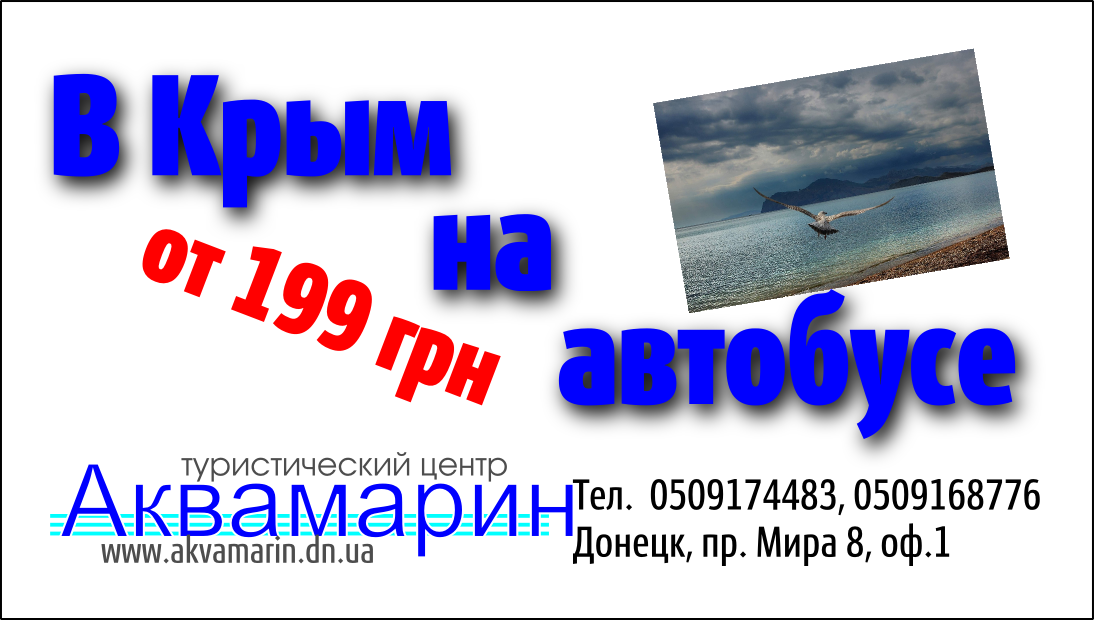 В Крым
на
автобусе
от 199 грн
туристический центр
Аквамарин
www.akvamarin.dn.ua
Тел. 0509174483, 0509168776
Донецк, пр. Мира 8, оф.1